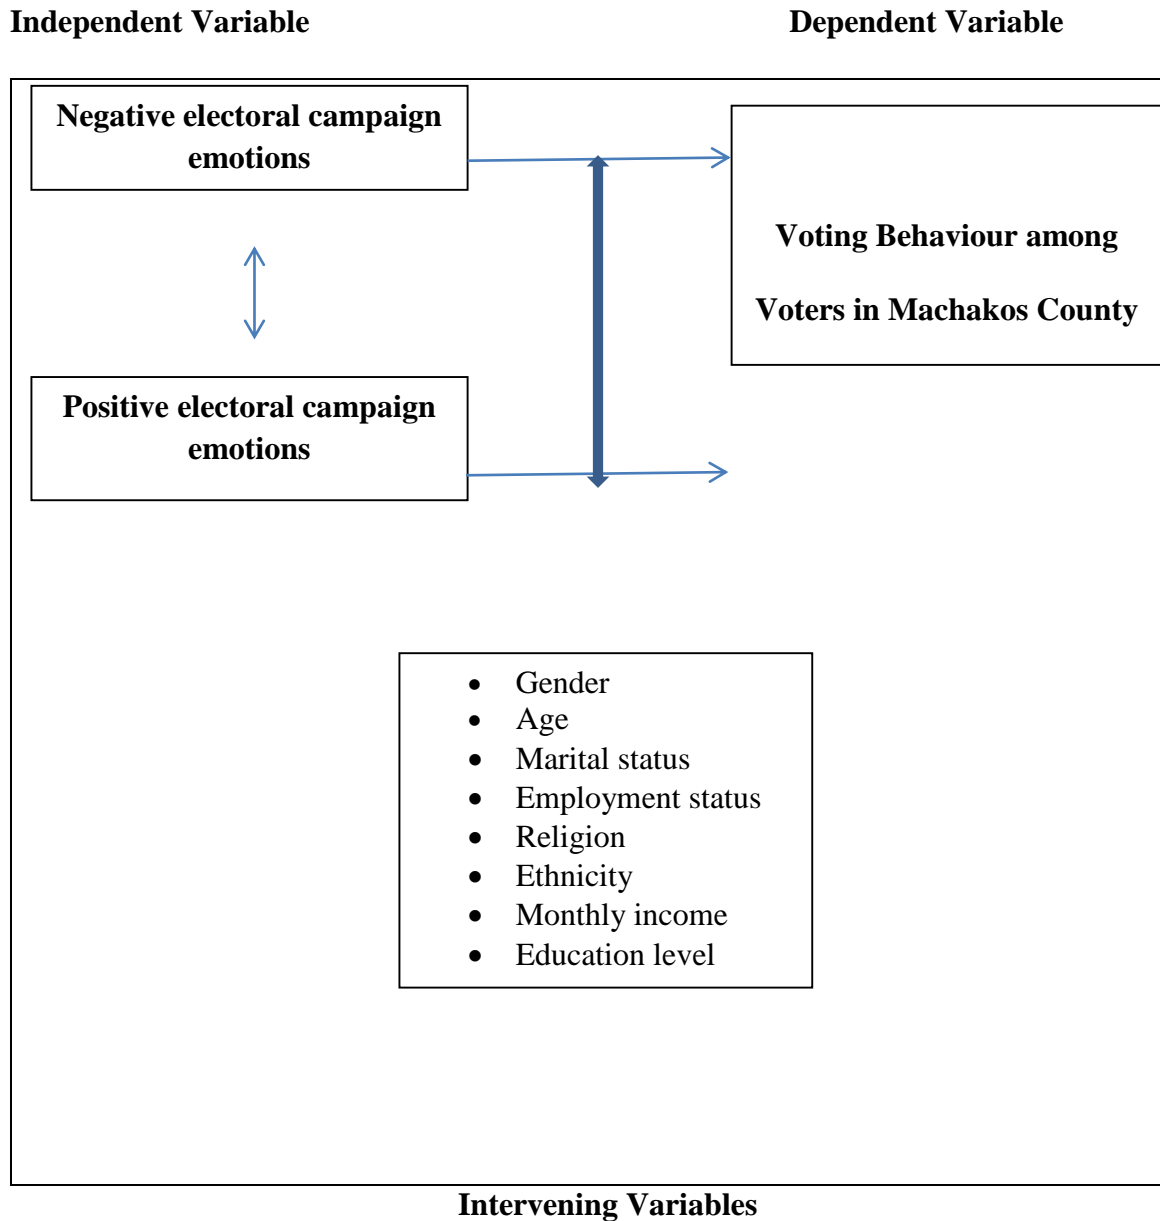 Independent Variable
Dependent Variable
Negative electoral campaign
emotions
Voting Behaviour among
Voters in Machakos County
Positive electoral campaign
emotions
• Gender
• Age
• Marital status
• Employment status
• Religion
• Ethnicity
• Monthly income
• Education level
Intervening Variables